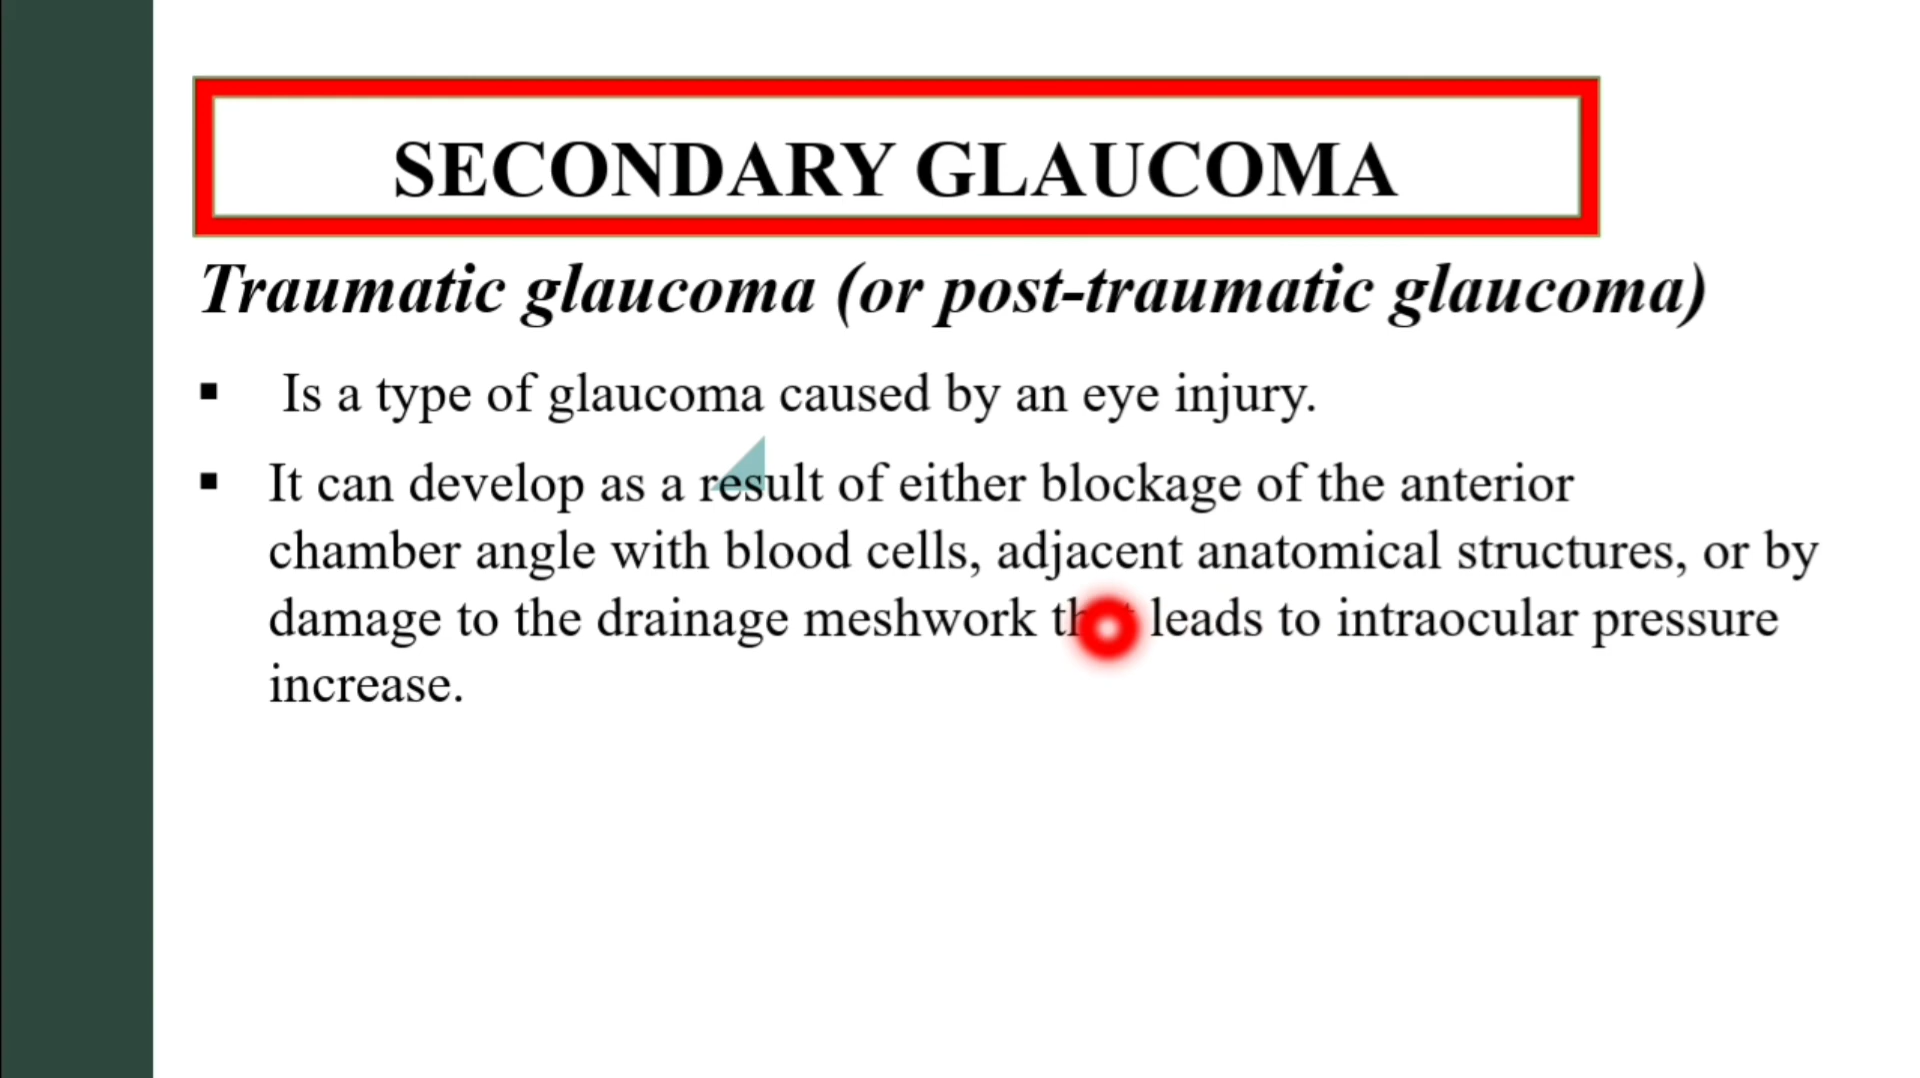 SECONDARY GLAUCOMA
Traumatic glaucoma (or post-traumatic glaucoma)
▪ Is a type of glaucoma caused by an eye injury.
▪ It can develop as a result of either blockage of the anterior
chamber angle with blood cells, adjacent anatomical structures, or by
damage to the drainage meshwork that leads to intraocular pressure
increase.